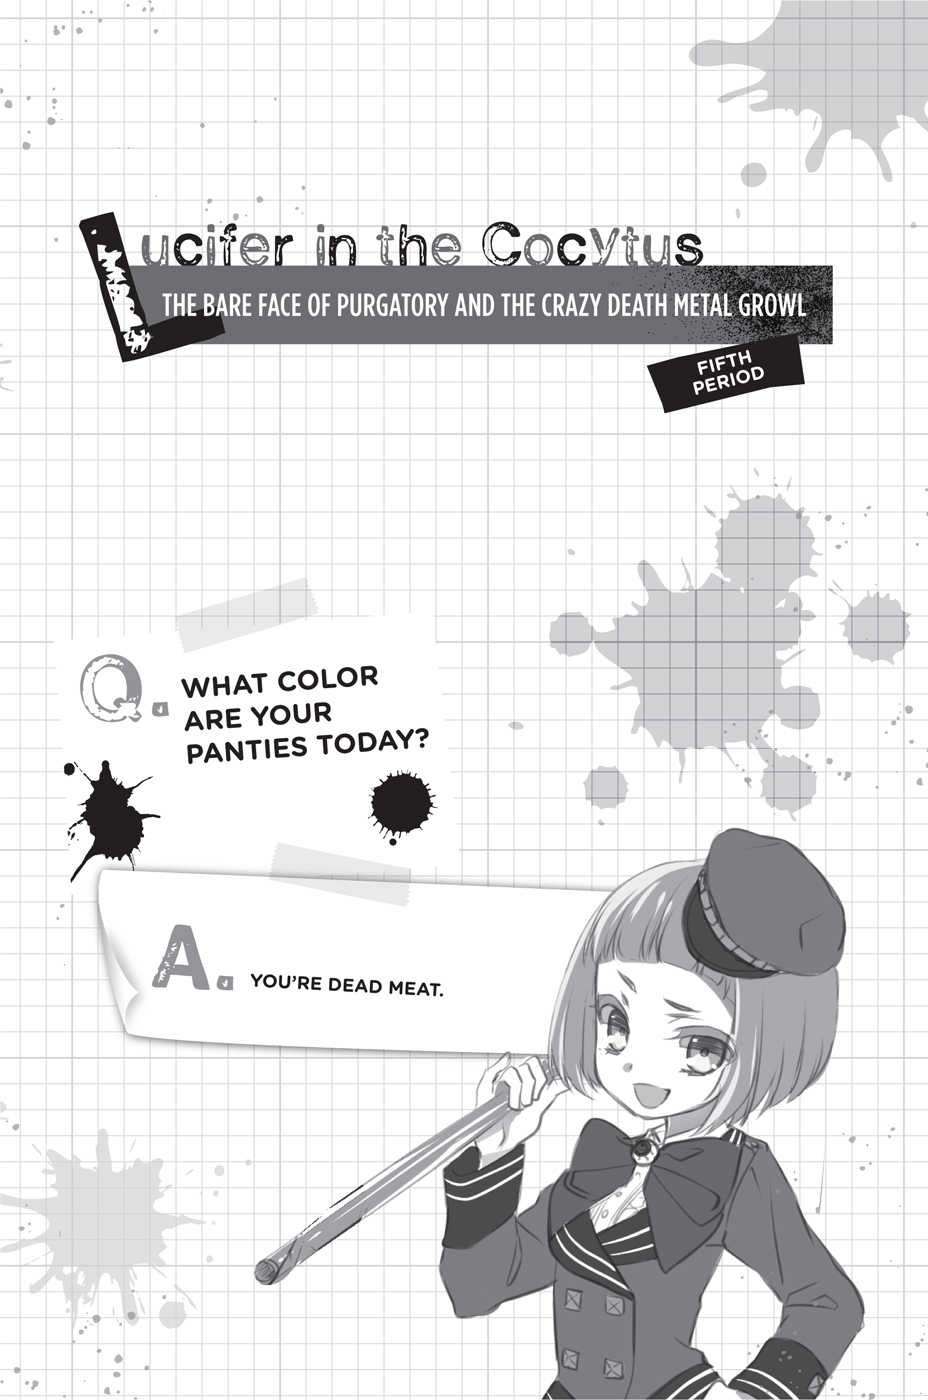 Lucifer in the Cocytus
THE BARE FACE OF PURGATORY AND THE CRAZY DEATH METAL GROWL
FIFTH
PERIOD
Q. WHAT COLOR
ARE YOUR
PANTIES TODAY?
A. YOU'RE DEAD MEAT.